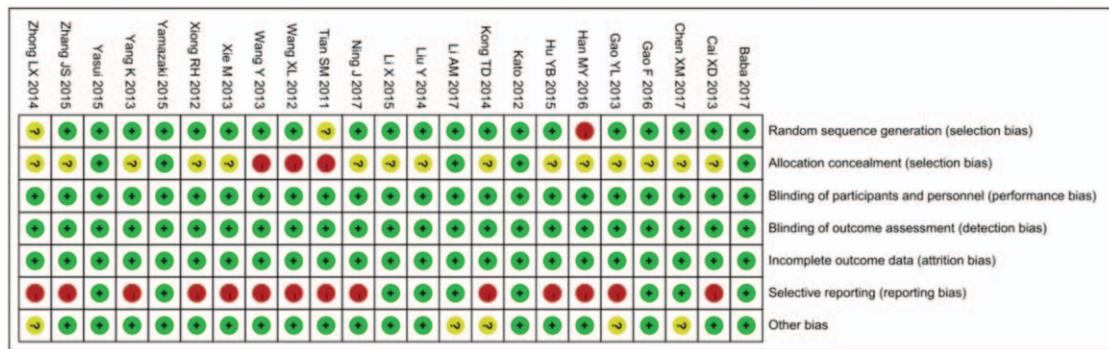 Zhong LX 2014
Zhang JS 2015
Yasui 2015
Yang K 2013
Yamazaki 2015
Xiong RH 2012
Xie M 2013
Wang Y 2013
Wang XL 2012
Tian SM 2011
Ning J 2017
Li X 2015
Liu Y 2014
Li AM 2017
Kong TD 2014
Kato 2012
Hu YB 2015
Han MY 2016
Gao YL 2013
Gao F 2016
Chen XM 2017
Cai XD 2013
Baba 2017
Random sequence generation (selection bias)
Allocation concealment (selection bias)
Blinding of participants and personnel (performance bias)
Blinding of outcome assessment (detection bias)
Incomplete outcome data (attrition bias)
Selective reporting (reporting bias)
Other bias